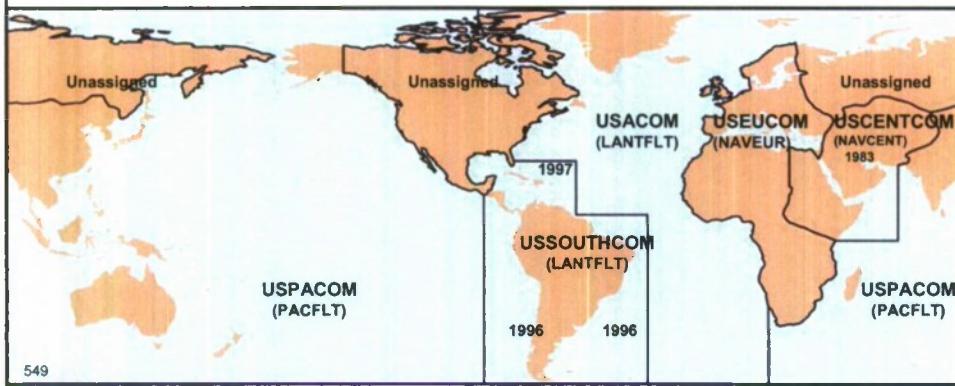 Unassigned
Unassigned
Unassigned
USACOM
(LANTFLT)
USEUCOM
(NAVEUR)
USCENTCOM
(NAVCENT)
1983
1997
USSOUTHCOM
(LANTFLT)
USPACOM
(PACFLT)
USPACOM
(PACFLT)
1996
1996
549